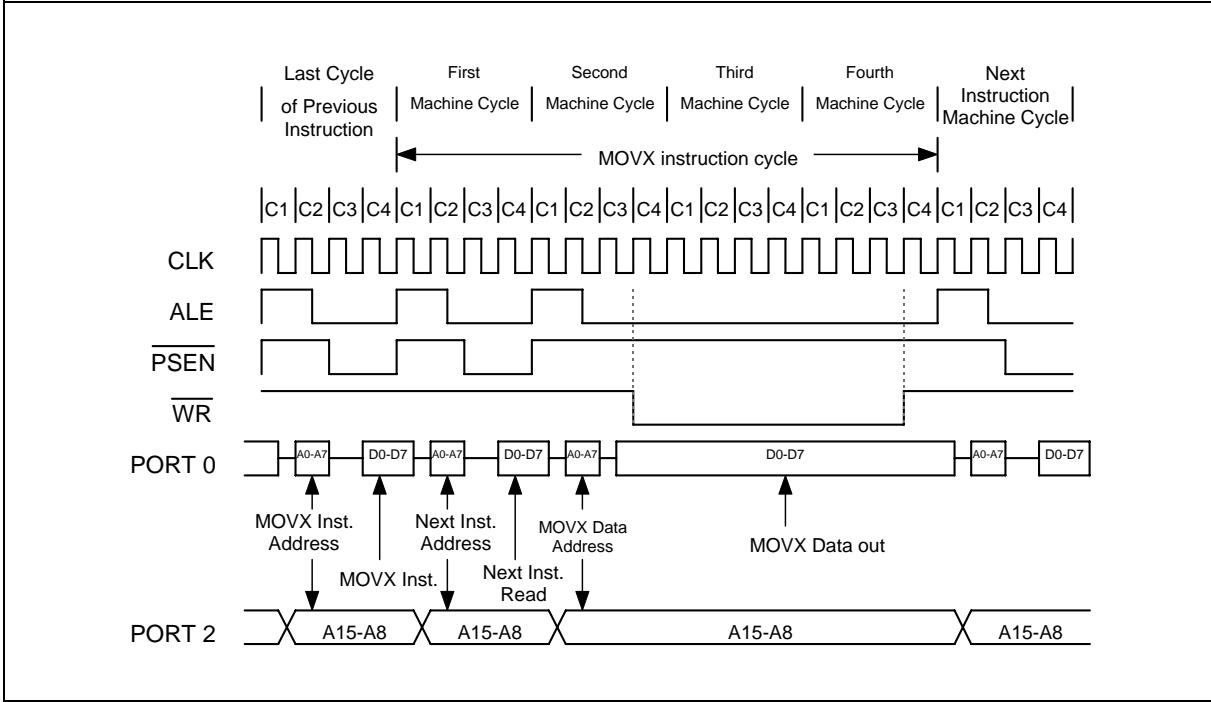 Last Cycle
of Previous
Instruction
First
Machine Cycle
Second
Machine Cycle
Third
Machine Cycle
Fourth
Machine Cycle
Next
Instruction
Machine Cycle
MOVX instruction cycle
C1 C2 C3 C4 C1 C2 C3 C4 C1 C2 C3 C4 C1 C2 C3 C4 C1 C2 C3 C4 C1 C2 C3 C4
CLK
ALE
PSEN
WR
PORT 0
A0-A7 D0-D7 A0-A7 D0-D7 A0-A7 D0-D7 A0-A7 D0-D7
MOVX Inst.
Address
MOVX Inst.
Next Inst.
Address
Next Inst.
Read
MOVX Data
Address
MOVX Data out
PORT 2
A15-A8 A15-A8 A15-A8 A15-A8